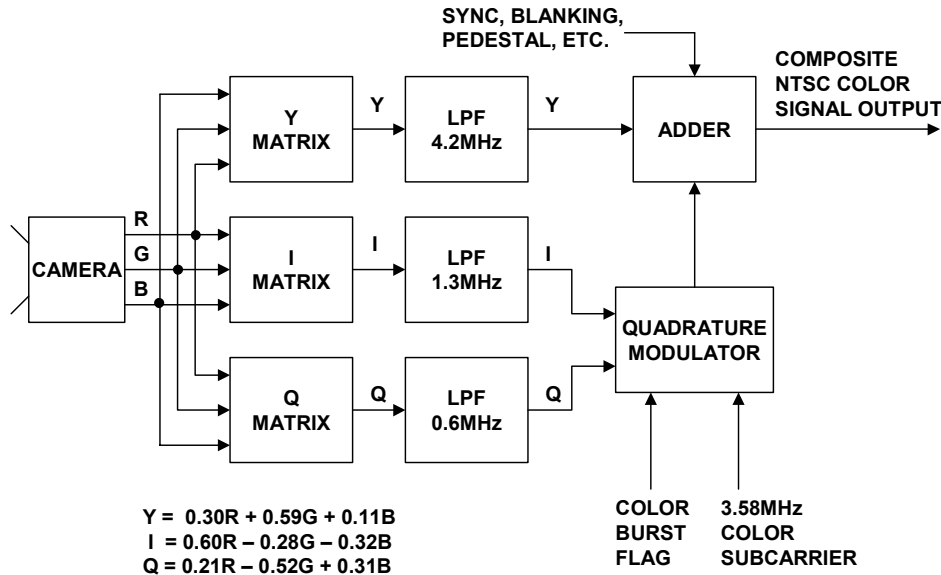 SYNC, BLANKING,
PEDESTAL, ETC.
COMPOSITE
NTSC COLOR
SIGNAL OUTPUT
Y
MATRIX
Y
LPF
4.2MHz
Y
ADDER
CAMERA
R
G
B
I
MATRIX
I
LPF
1.3MHz
I
QUADRATURE
MODULATOR
Q
MATRIX
Q
LPF
0.6MHz
Q
COLOR
BURST
FLAG
3.58MHz
COLOR
SUBCARRIER
Y = 0.30R + 0.59G + 0.11B
I = 0.60R – 0.28G – 0.32B
Q = 0.21R – 0.52G + 0.31B